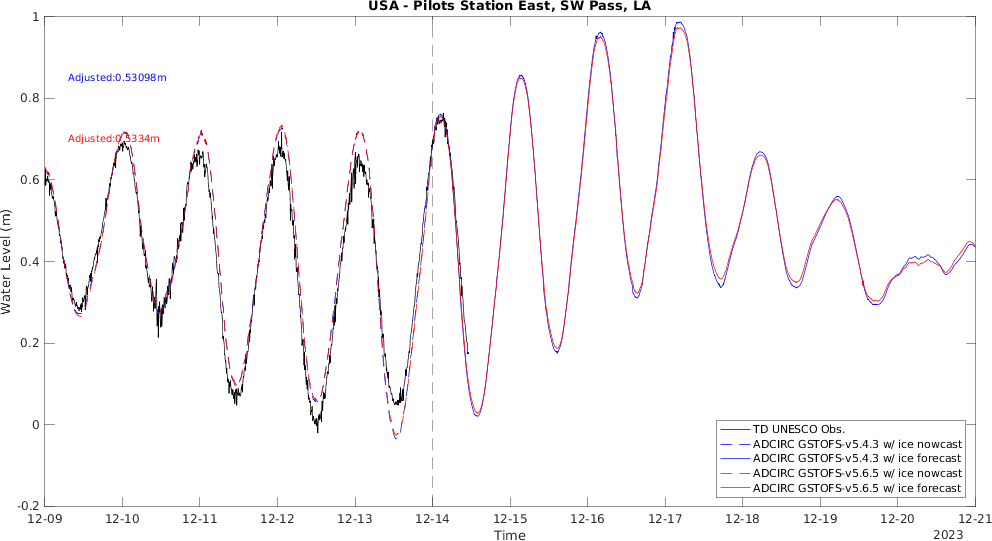 USA - Pilots Station East, SW Pass, LA
1
0.8
0.6
0.4
0.2
0
-0.2
Water Level (m)
Adjusted:0.53098m
Adjusted:0.5334m
TD UNESCO Obs.
ADCIRC GSTOFS-v5.4.3 w/ ice nowcast
ADCIRC GSTOFS-v5.4.3 w/ ice forecast
ADCIRC GSTOFS-v5.6.5 w/ ice nowcast
ADCIRC GSTOFS-v5.6.5 w/ ice forecast
12-09 12-10 12-11 12-12 12-13 12-14 12-15 12-16 12-17 12-18 12-19 12-20 12-21
Time
2023